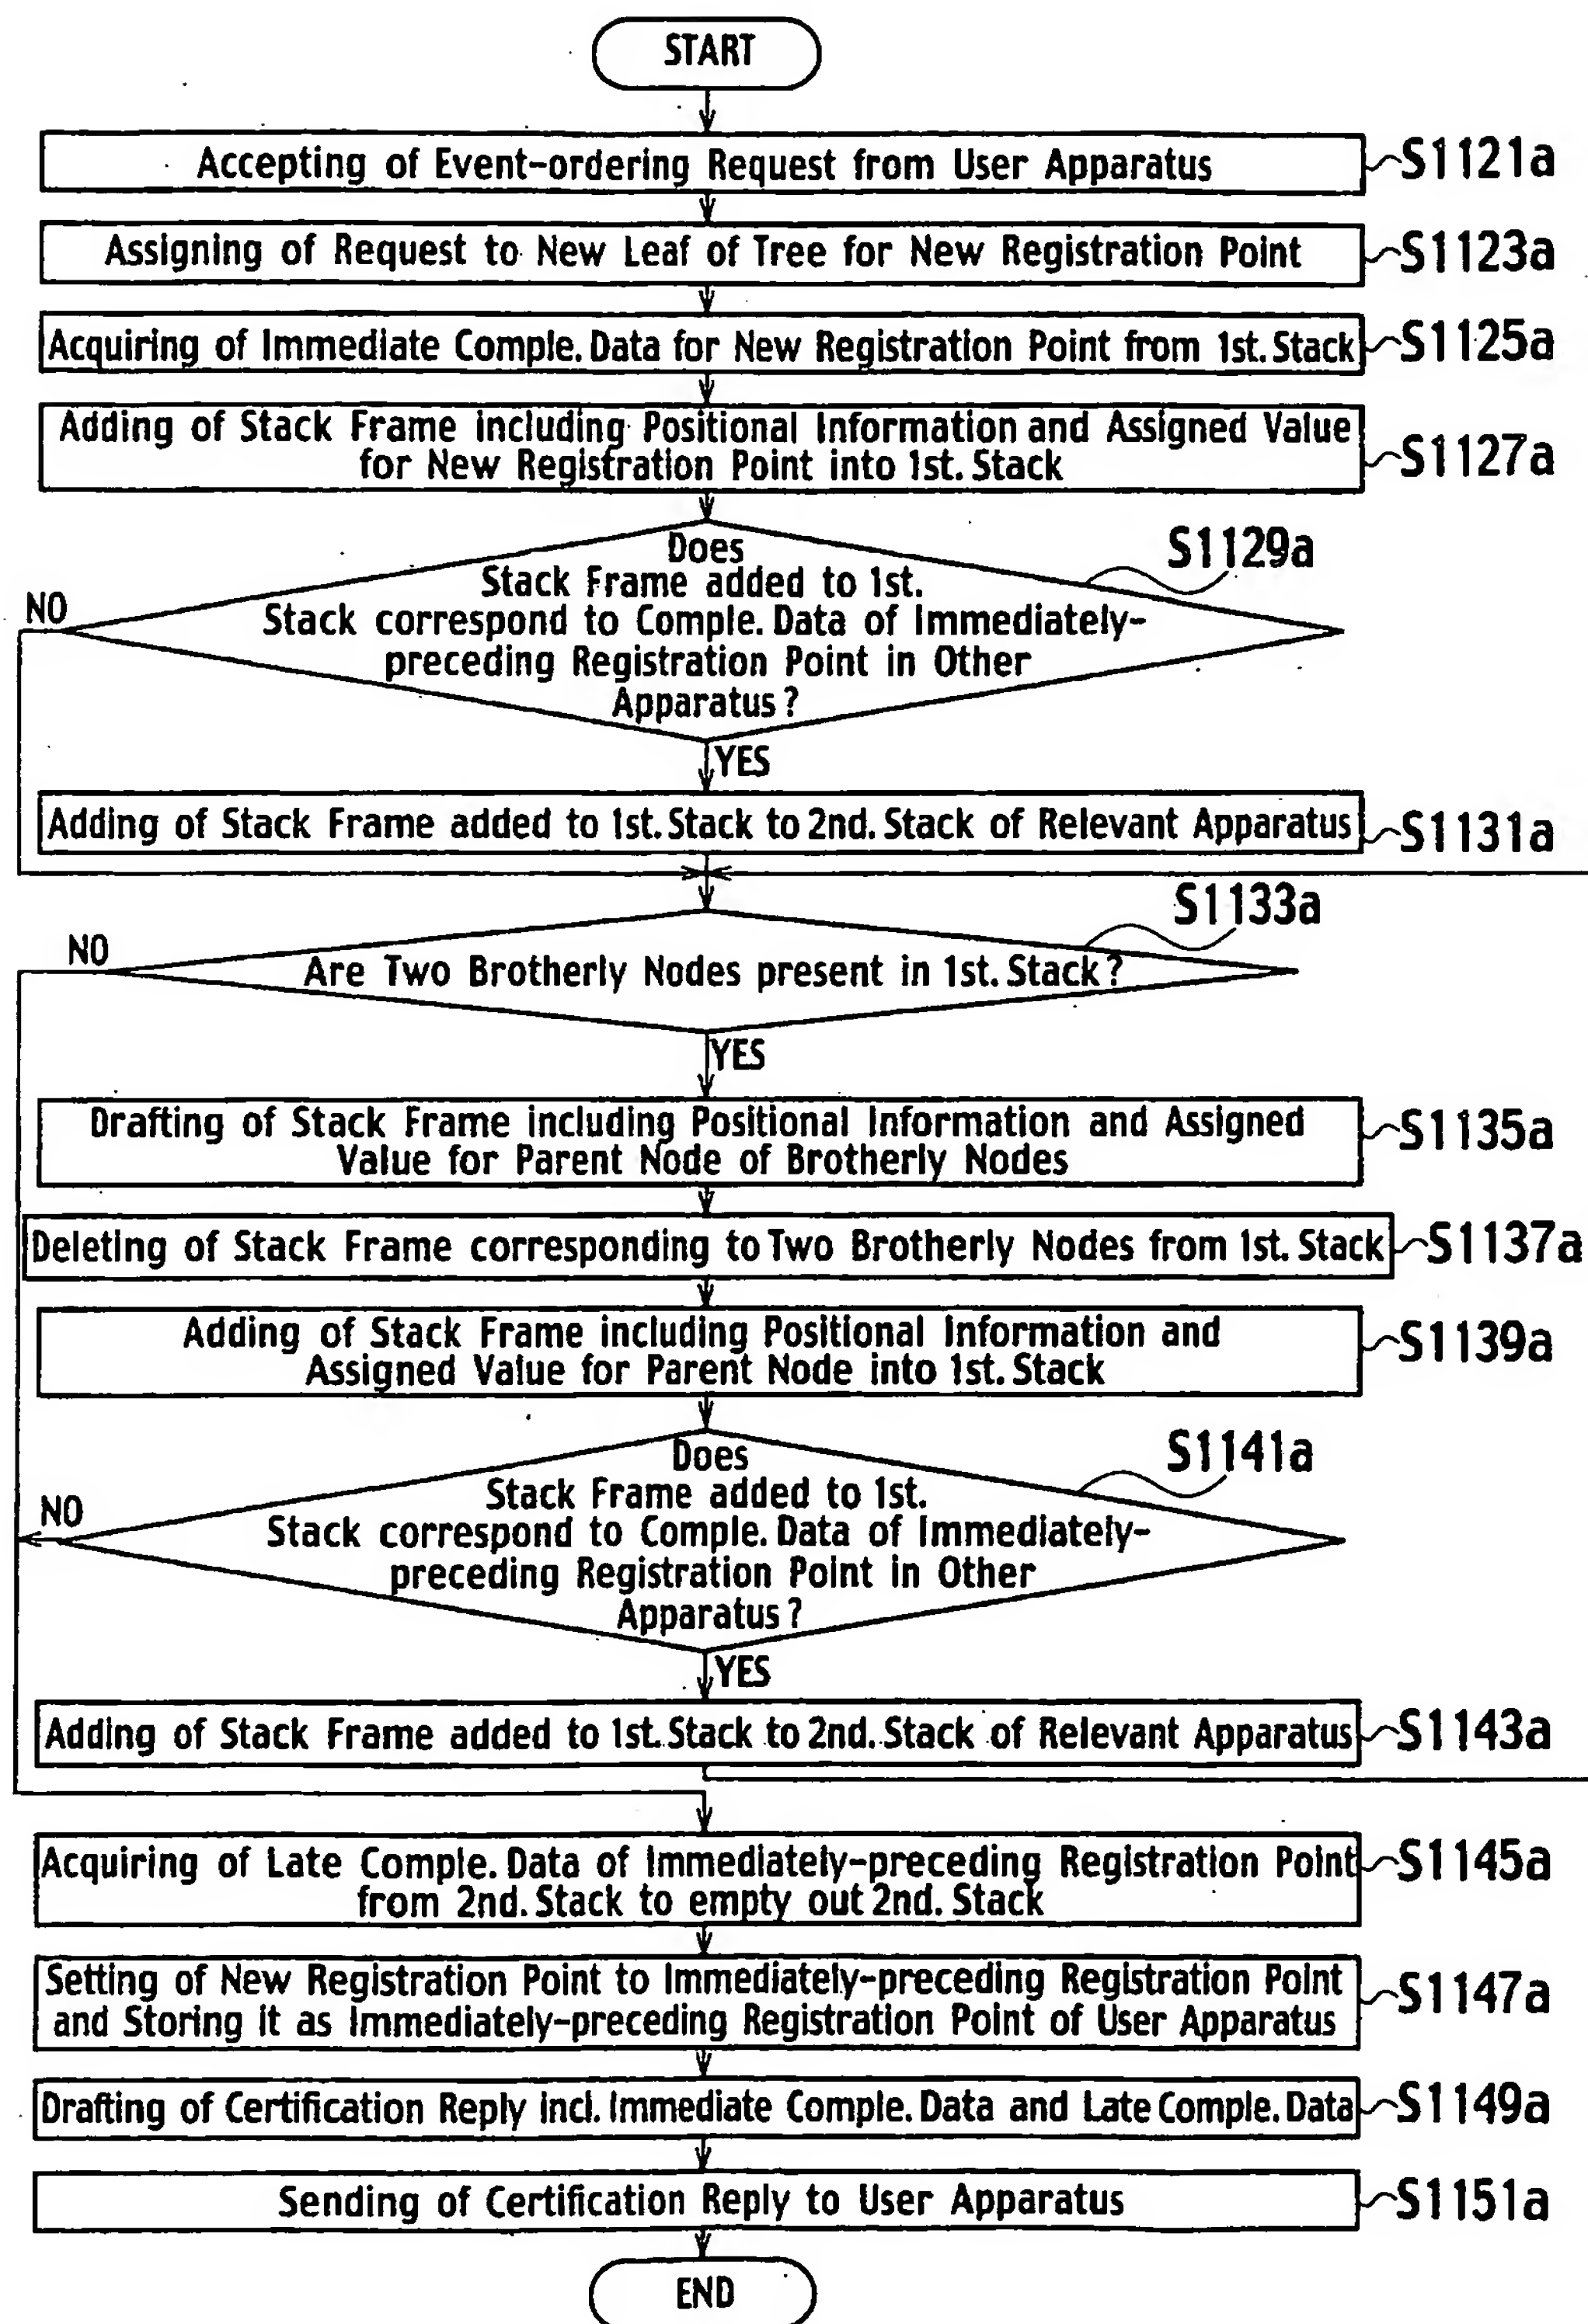 START
Accepting of Event-ordering Request from User Apparatus
S1121a
Assigning of Request to New Leaf of Tree for New Registration Point
S1123a
Acquiring of Immediate Comple. Data for New Registration Point from 1st. Stack
S1125a
Adding of Stack Frame including Positional Information and Assigned Value
for New Registration Point into 1st. Stack
S1127a
Does
Stack Frame added to 1st.
Stack correspond to Comple. Data of Immediately-
preceding Registration Point in Other
Apparatus ?
S1129a
NO
YES
Adding of Stack Frame added to 1st. Stack to 2nd. Stack of Relevant Apparatus
S1131a
S1133a
NO
Are Two Brotherly Nodes present in 1st. Stack ?
YES
Drafting of Stack Frame including Positional Information and Assigned
Value for Parent Node of Brotherly Nodes
S1135a
Deleting of Stack Frame corresponding to Two Brotherly Nodes from 1st. Stack
S1137a
Adding of Stack Frame including Positional Information and
Assigned Value for Parent Node into 1st. Stack
S1139a
Does
Stack Frame added to 1st.
Stack correspond to Comple. Data of Immediately-
preceding Registration Point in Other
Apparatus ?
S1141a
NO
YES
Adding of Stack Frame added to 1st. Stack to 2nd. Stack of Relevant Apparatus
S1143a
Acquiring of Late Comple. Data of Immediately-preceding Registration Point
from 2nd. Stack to empty out 2nd. Stack
S1145a
Setting of New Registration Point to Immediately-preceding Registration Point
and Storing it as Immediately-preceding Registration Point of User Apparatus
S1147a
Drafting of Certification Reply incl. Immediate Comple. Data and Late Comple. Data
S1149a
Sending of Certification Reply to User Apparatus
S1151a
END